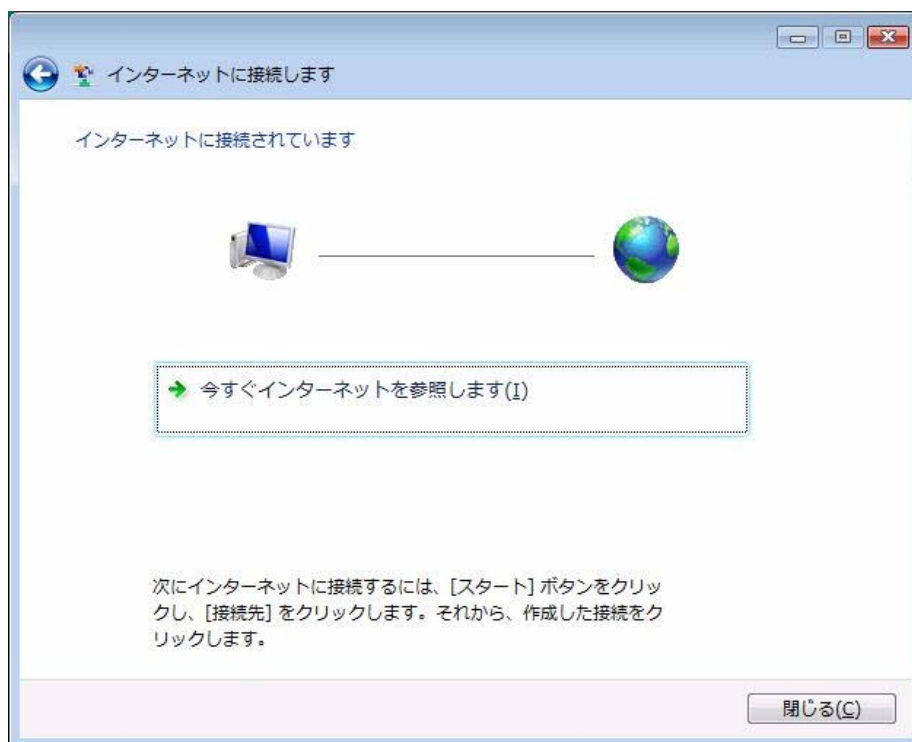 インターネットに接続します
インターネットに接続されています
今すぐインターネットを参照します(I)
次にインターネットに接続するには、[スタート] ボタンをクリッ
クし、[接続先] をクリックします。それから、作成した接続をク
リックします。
閉じる(C)